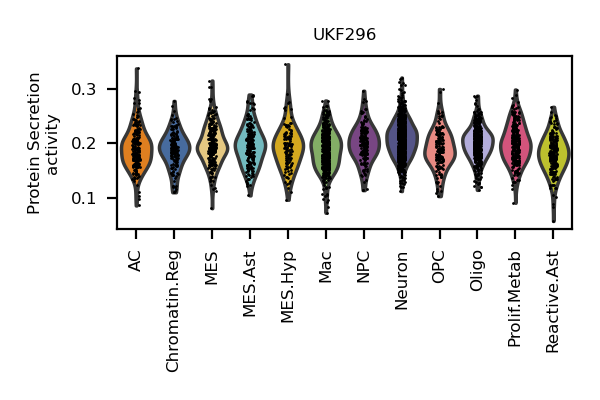 UKF296
Protein Secretion
activity
0.3
0.2
0.1
AC
Chromatin.Reg
MES
MES.Ast
MES.Hyp
Mac
NPC
Neuron
OPC
Oligo
Prolif.Metab
Reactive.Ast